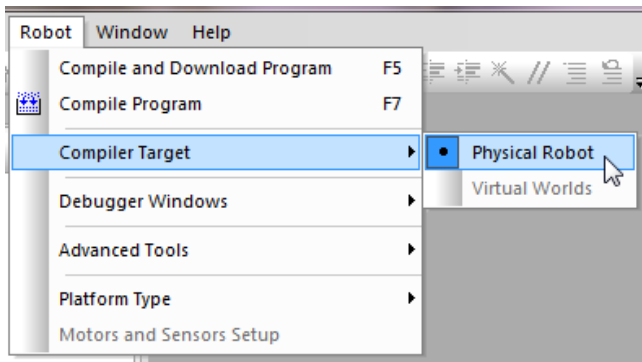 Robot Window Help
Compile and Download Program F5
Compile Program F7
Compiler Target
Physical Robot
Virtual Worlds
Debugger Windows
Advanced Tools
Platform Type
Motors and Sensors Setup